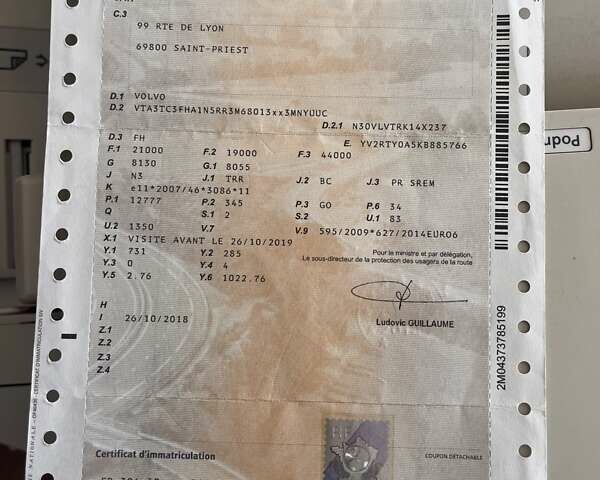 C.3
99 RTE DE LYON
69800 SAINT-PRIEST
D.1 VOLVO
D.2 VTA3TC3FHA1N5RR3M68013xx3MNYUUC
D.2.1 N30VLVTRK14X237
D.3 FH E. YV2RTY0A5KB885766
F.1 21000 F.2 19000 F.3 44000
G 8130 G.1 8055
J N3 J.1 TRR J.2 BC J.3 PR SREM
K e11*2007/46*3086*11
P.1 12777 P.2 345 P.3 GO P.6 34
Q S.1 2 S.2 U.1 83
U.2 1350 V.7 V.9 595/2009*627/2014EURO6
X.1 VISITE AVANT LE 26/10/2019
Y.1 731 Y.2 285
Y.3 0 Y.4 4
Y.5 2.76 Y.6 1022.76
Pour le ministre et par délégation,
Le sous-directeur de la protection des usagers de la route
H
I 26/10/2018
Ludovic GUILLAUME
Z.1
Z.2
Z.3
Z.4
Certificat d'immatriculation
COUPON DÉTACHABLE
2M04373785199
CERTIFICAT D'IMMATRICULATION
Podr